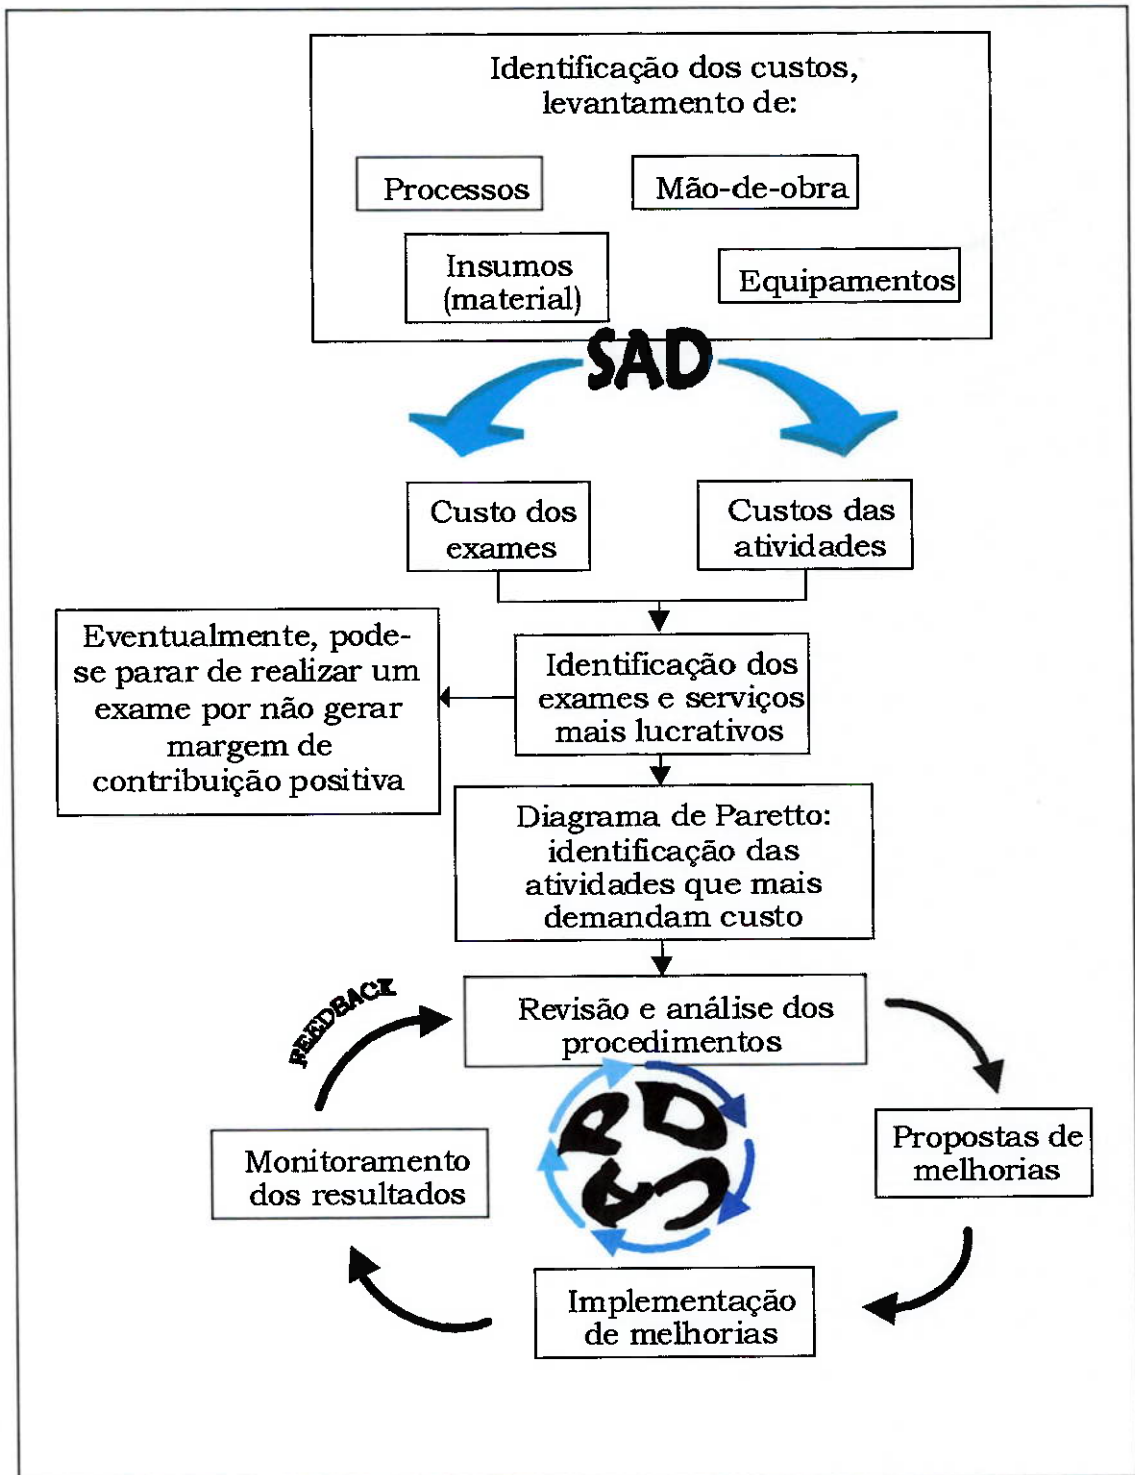 Identificação dos custos,
levantamento de:
Processos
Mão-de-obra
Insumos
(material)
Equipamentos
SAD
Custo dos
exames
Custos das
atividades
Eventualmente, pode-
se parar de realizar um
exame por não gerar
margem de
contribuição positiva
Identificação dos
exames e serviços
mais lucrativos
Diagrama de Paretto:
identificação das
atividades que mais
demandam custo
FEEDBACK
Revisão e análise dos
procedimentos
P D
A C
Propostas de
melhorias
Monitoramento
dos resultados
Implementação
de melhorias